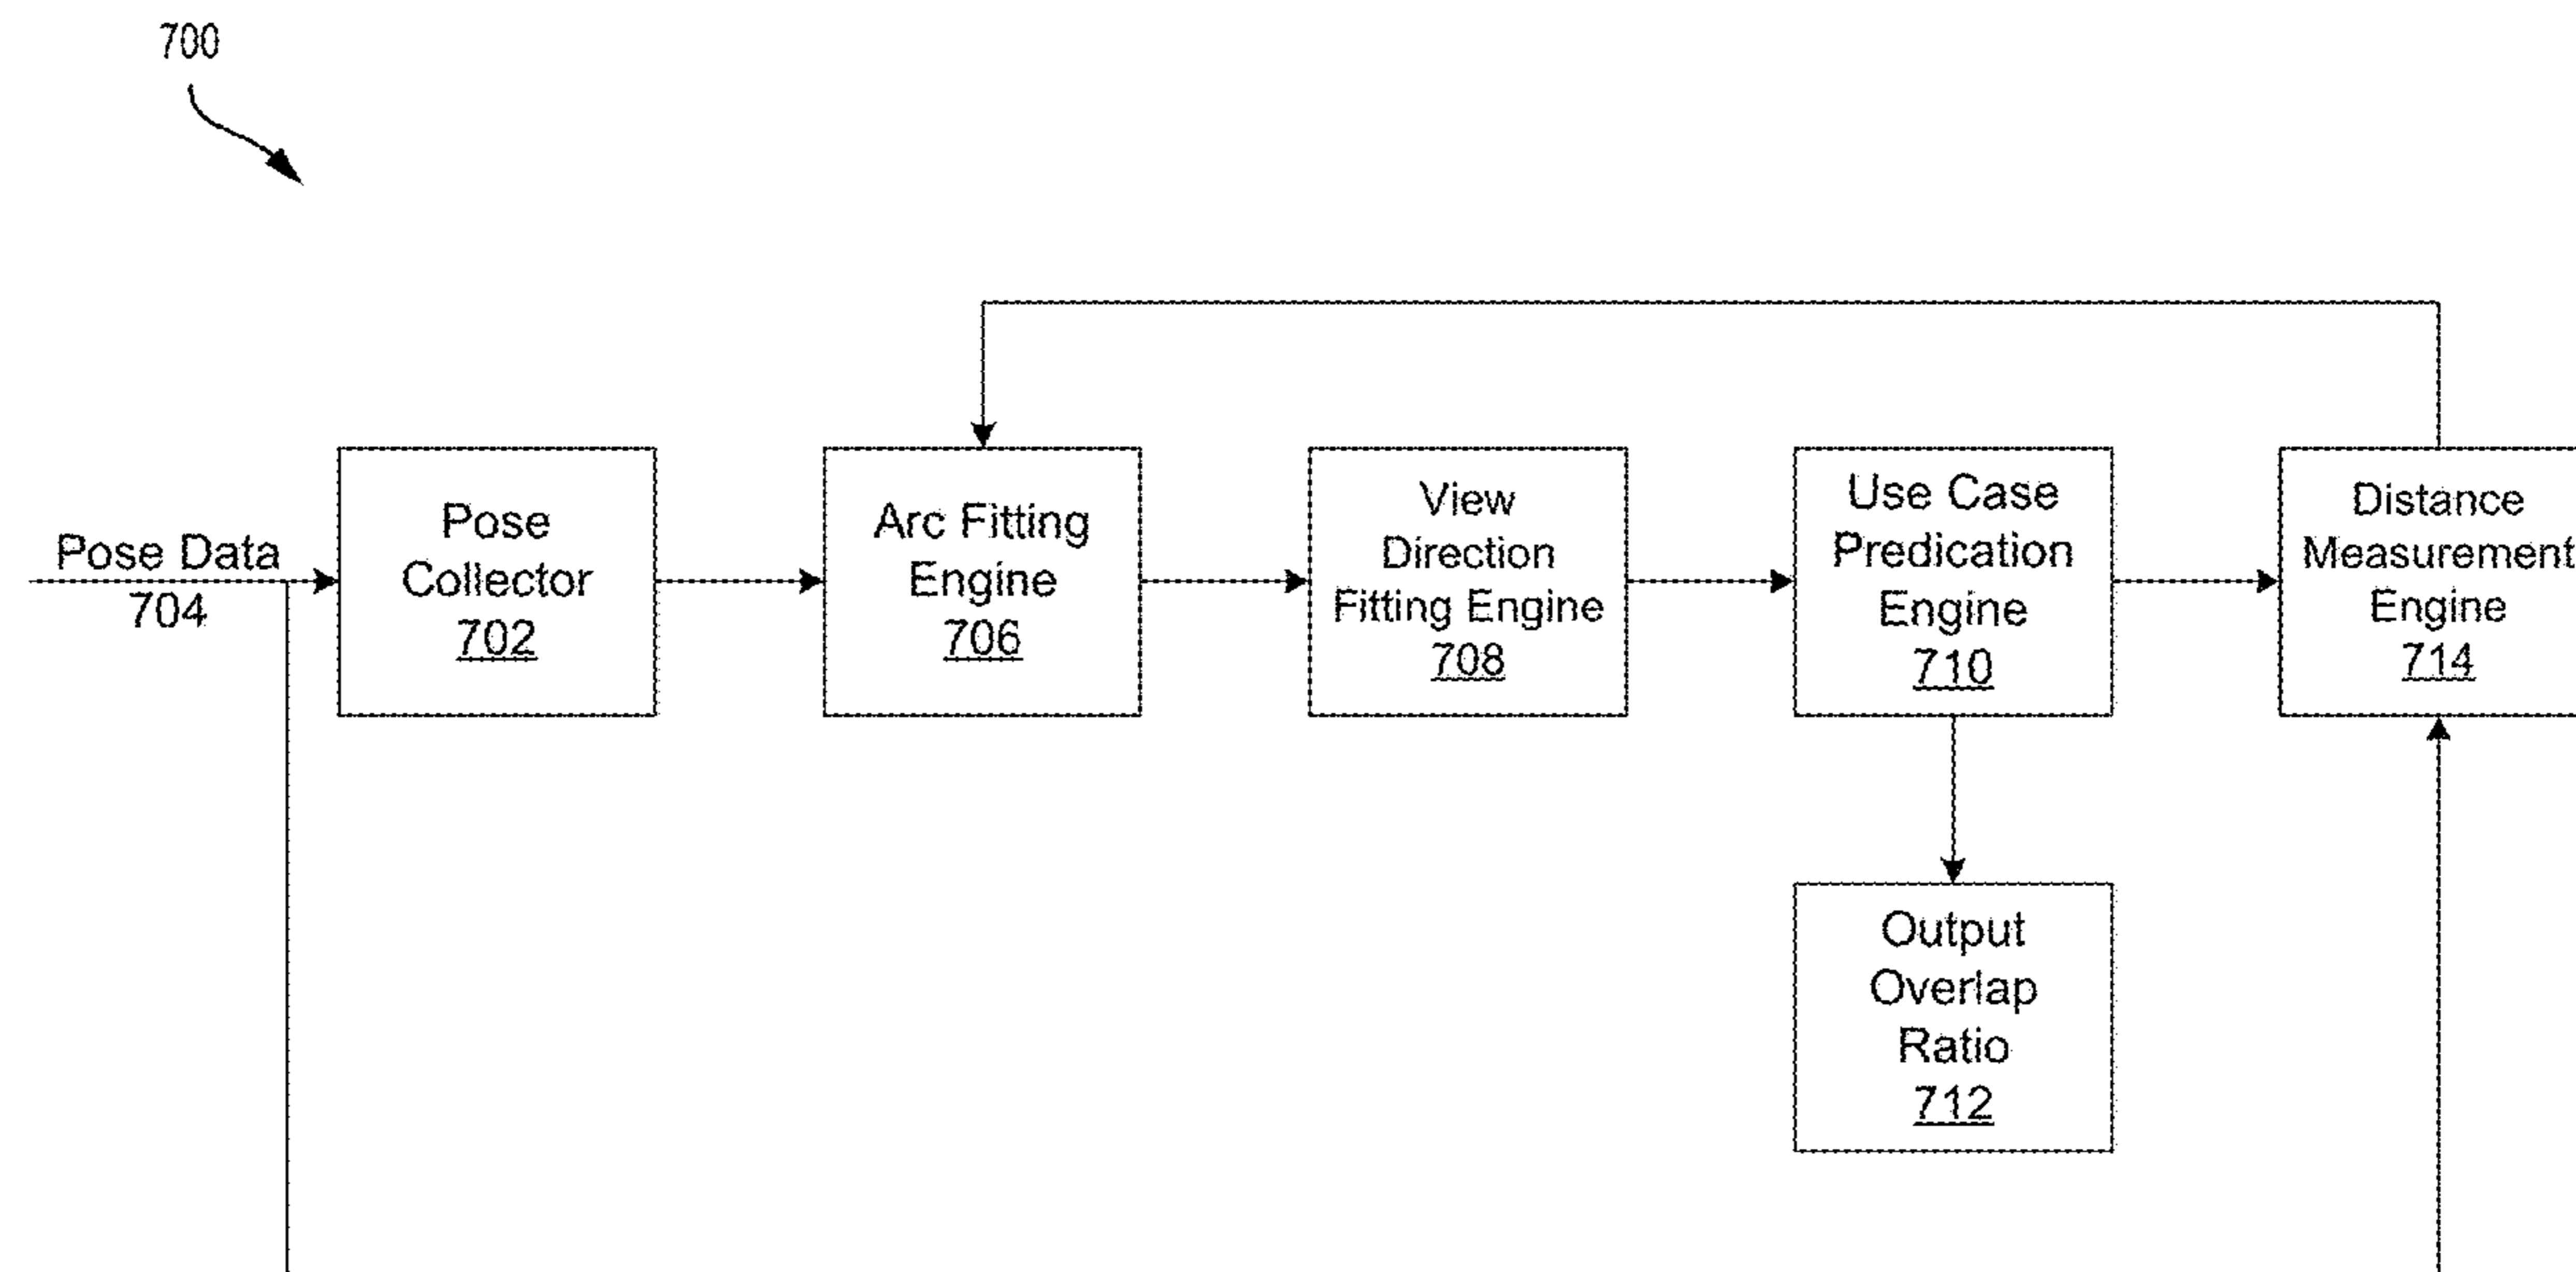 700
Pose Data
704
Pose
Collector
702
Arc Fitting
Engine
706
View
Direction
Fitting Engine
708
Use Case
Predication
Engine
710
Distance
Measurement
Engine
714
Output
Overlap
Ratio
712